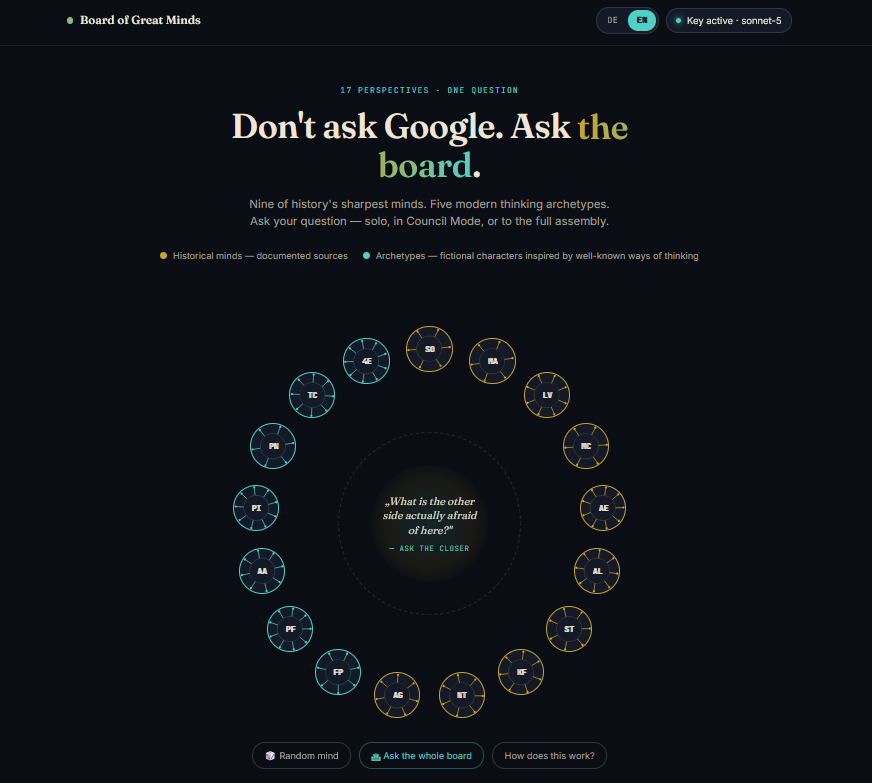 Board of Great Minds
DE EN
Key active · sonnet-5
17 PERSPECTIVES · ONE QUESTION
Don't ask Google. Ask the
board.
Nine of history's sharpest minds. Five modern thinking archetypes.
Ask your question — solo, in Council Mode, or to the full assembly.
Historical minds — documented sources
Archetypes — fictional characters inspired by well-known ways of thinking
4E
SO
MA
TC
LV
PN
MC
PI
AE
AA
AL
PF
ST
FP
KF
AG
NT
„What is the other
side actually afraid
of here?"
— ASK THE CLOSER
Random mind
Ask the whole board
How does this work?